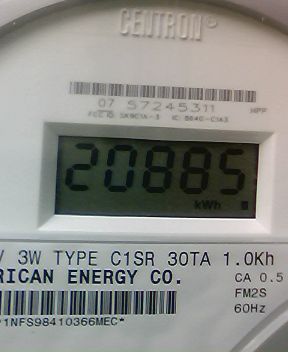 CENTRON®
07 57245311 HPF
20885
kWh
V 3W TYPE C1SR 30TA 1.0Kh
RICAN ENERGY CO. CA 0.5
FM2S
60Hz
1NFS98410366MEC*